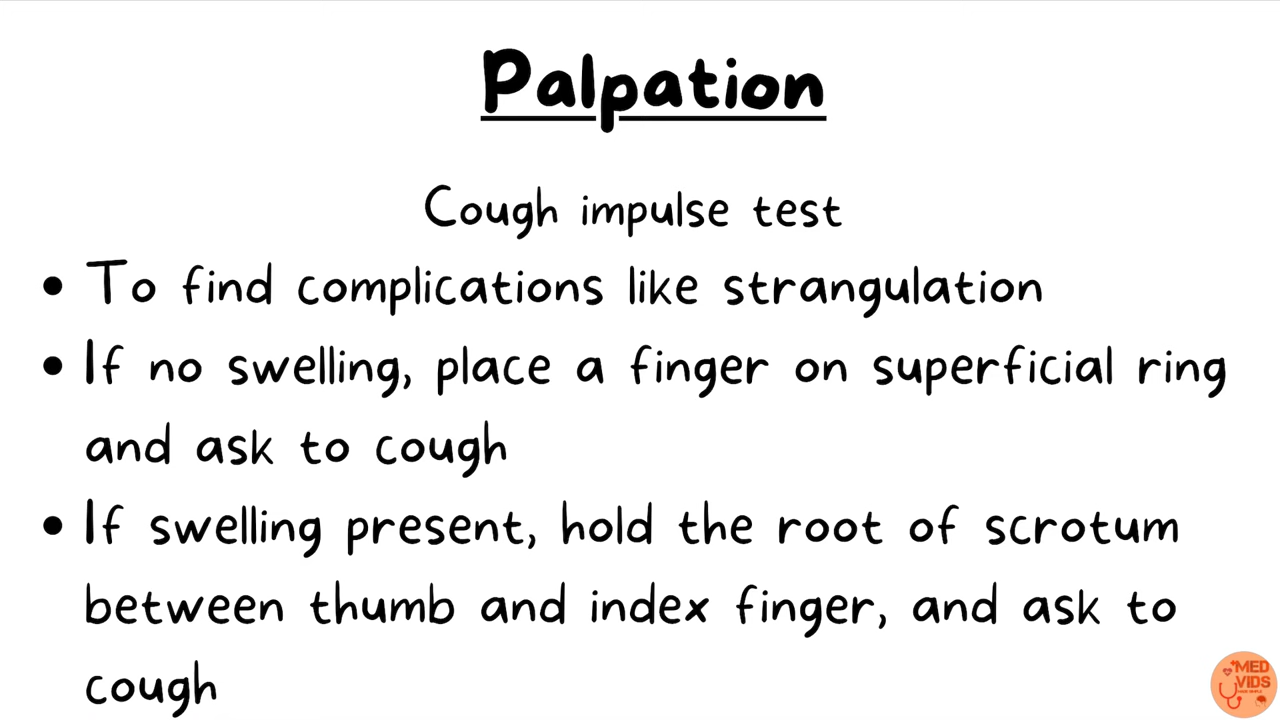 Palpation
Cough impulse test
• To find complications like strangulation
• If no swelling, place a finger on superficial ring
and ask to cough
• If swelling present, hold the root of scrotum
between thumb and index finger, and ask to
cough
MED
VIDS